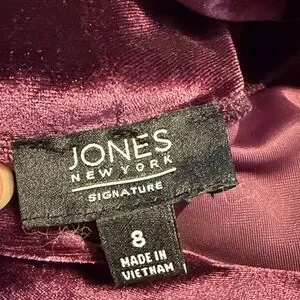 JONES
NEW YORK
SIGNATURE
8
MADE IN
VIETNAM